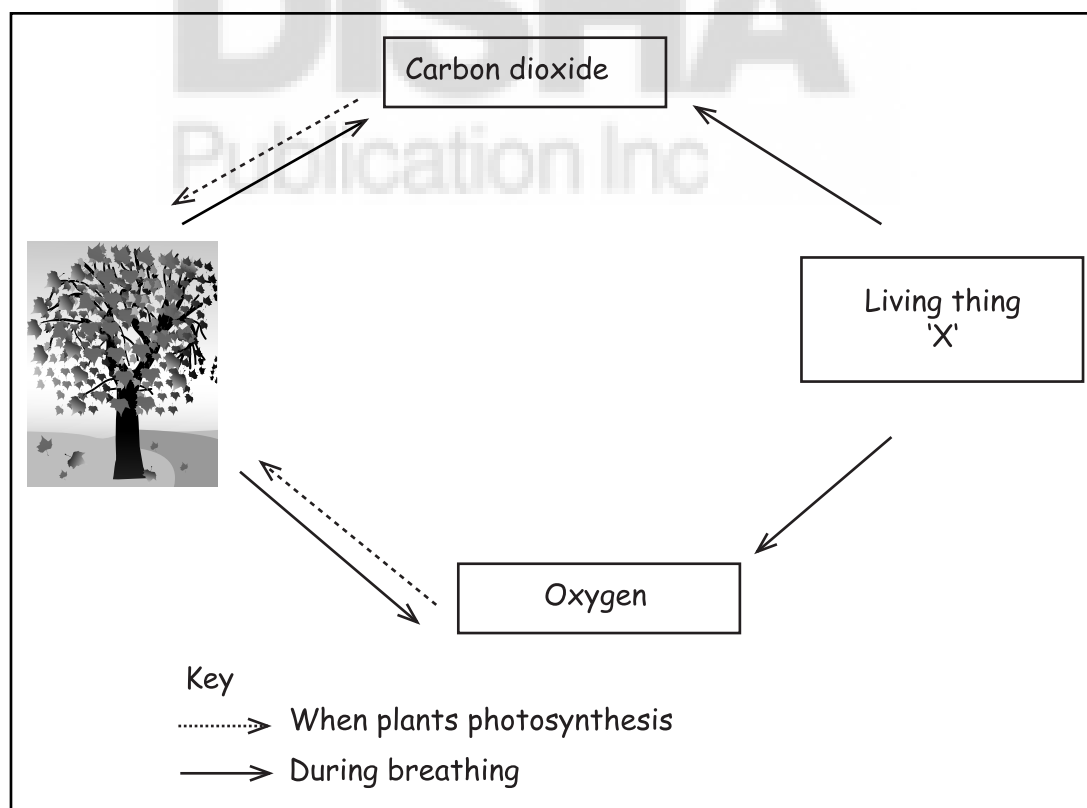 DISHA
Publication Inc
Carbon dioxide
Living thing
'X'
Oxygen
Key
When plants photosynthesis
During breathing